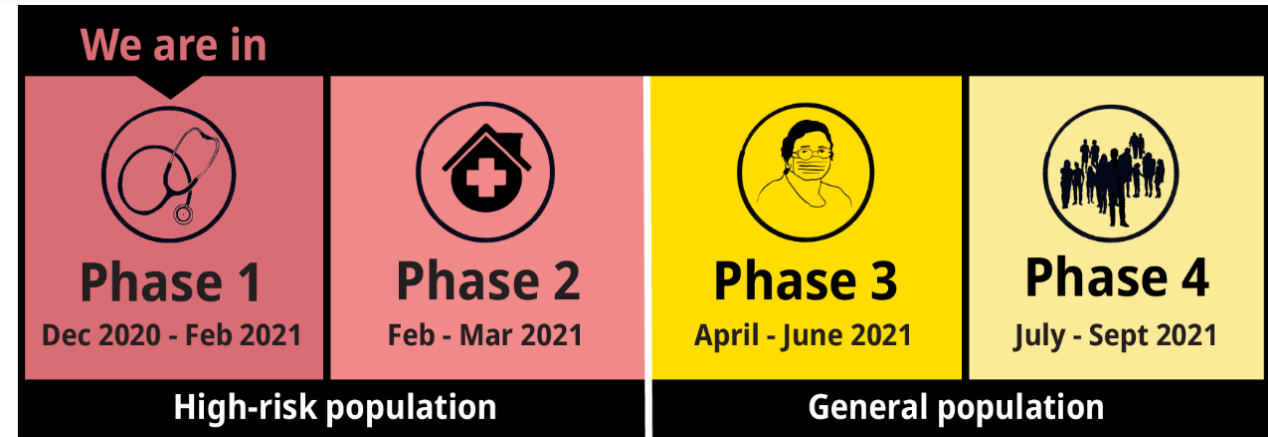 We are in
Phase 1
Dec 2020 - Feb 2021
Phase 2
Feb - Mar 2021
Phase 3
April - June 2021
Phase 4
July - Sept 2021
High-risk population
General population